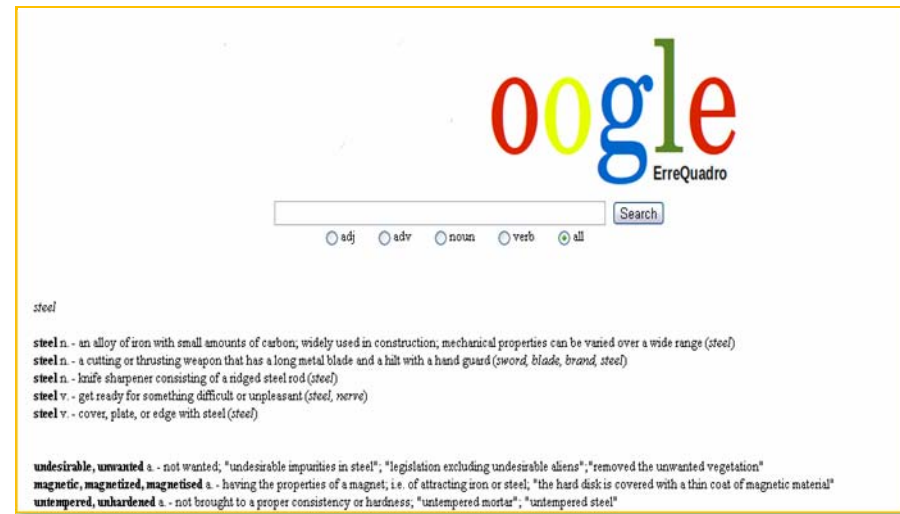 oogle
ErreQuadro
Search
adj adv noun verb all
steel
steel n. - an alloy of iron with small amounts of carbon; widely used in construction; mechanical properties can be varied over a wide range (steel)
steel n. - a cutting or thrusting weapon that has a long metal blade and a hilt with a hand guard (sword, blade, brand, steel)
steel n. - knife sharpener consisting of a ridged steel rod (steel)
steel v. - get ready for something difficult or unpleasant (steel, nerve)
steel v. - cover, plate, or edge with steel (steel)
undesirable, unwanted a. - not wanted; "undesirable impurities in steel"; "legislation excluding undesirable aliens";"removed the unwanted vegetation"
magnetic, magnetized, magnetised a. - having the properties of a magnet; i.e. of attracting iron or steel; "the hard disk is covered with a thin coat of magnetic material"
untempered, unhardened a. - not brought to a proper consistency or hardness; "untempered mortar"; "untempered steel"